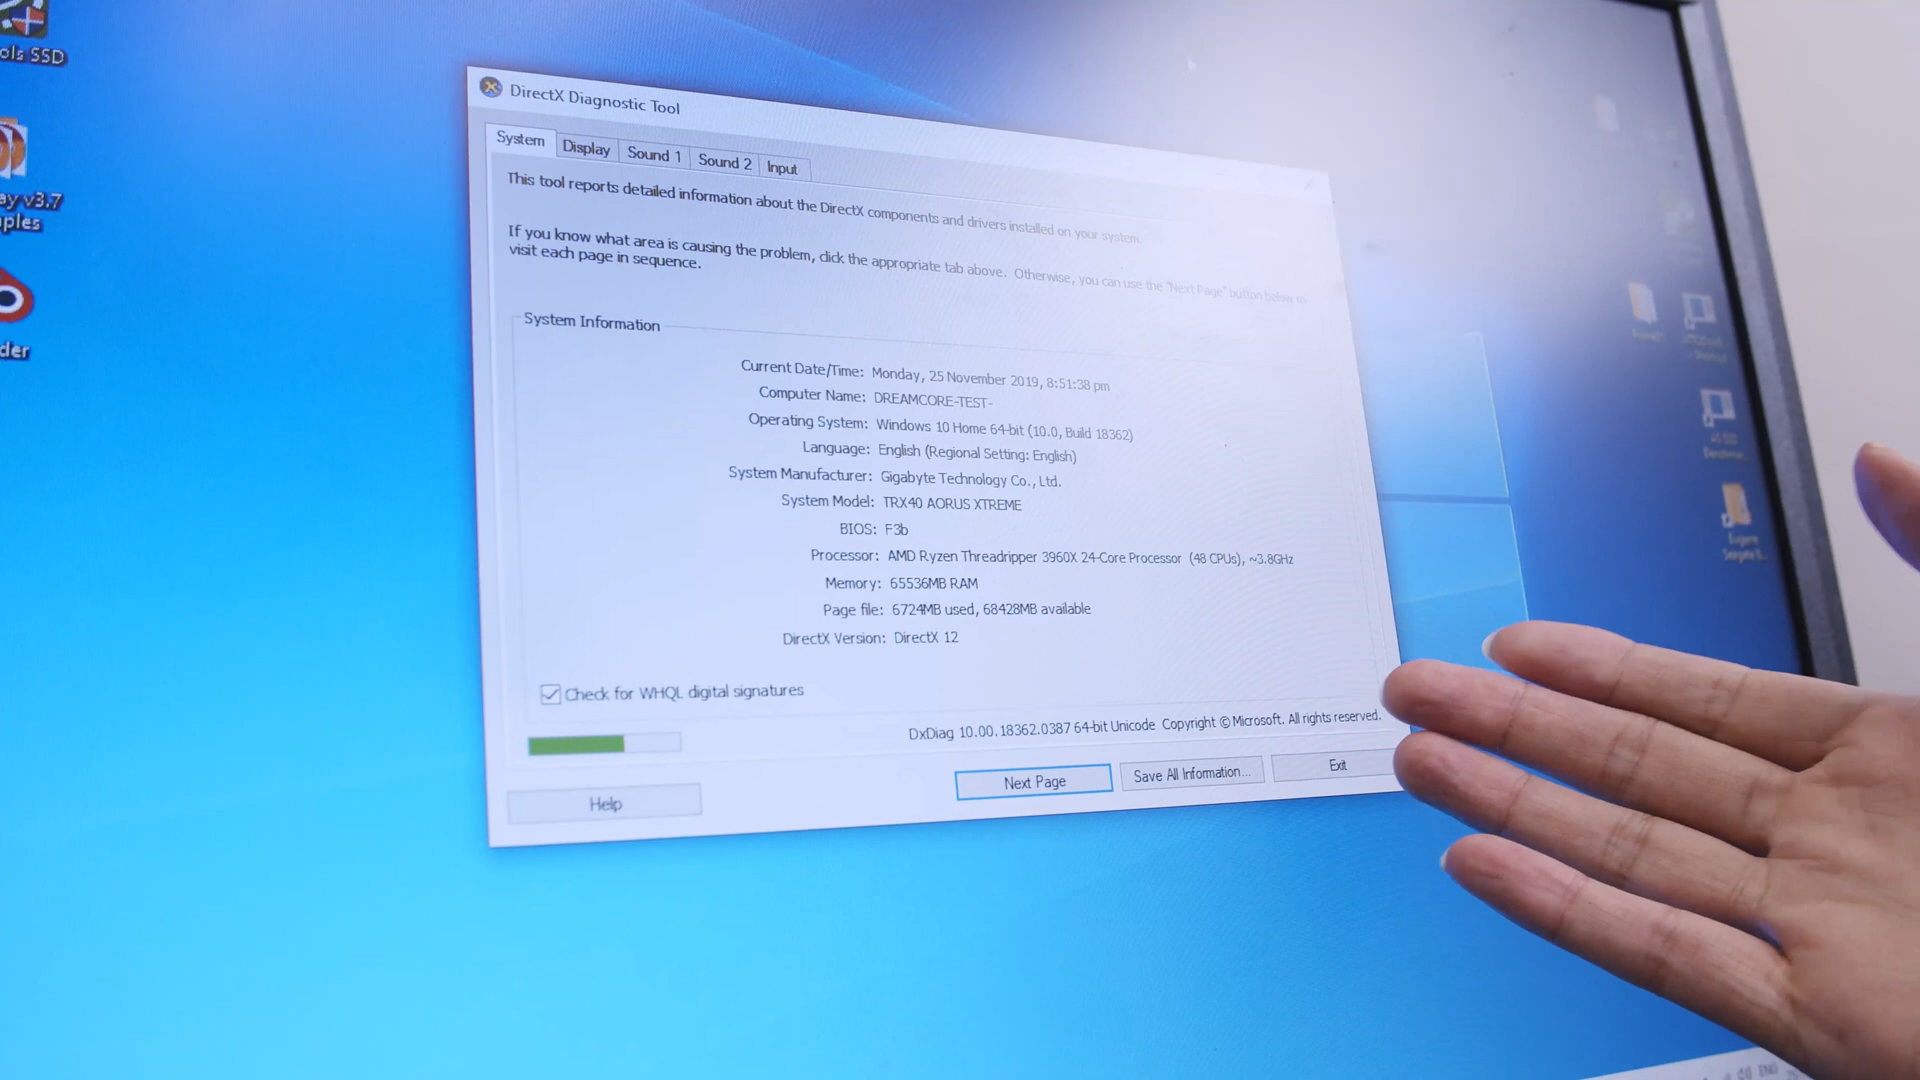 ols SSD
ay v3.7
ples
der
DirectX Diagnostic Tool
System Display Sound 1 Sound 2 Input
This tool reports detailed information about the DirectX components and drivers installed on your system.
If you know what area is causing the problem, click the appropriate tab above. Otherwise, you can use the "Next Page" button below to
visit each page in sequence.
System Information
Current Date/Time: Monday, 25 November 2019, 8:51:38 pm
Computer Name: DREAMCORE-TEST-
Operating System: Windows 10 Home 64-bit (10.0, Build 18362)
Language: English (Regional Setting: English)
System Manufacturer: Gigabyte Technology Co., Ltd.
System Model: TRX40 AORUS XTREME
BIOS: F3b
Processor: AMD Ryzen Threadripper 3960X 24-Core Processor (48 CPUs), ~3.8GHz
Memory: 65536MB RAM
Page file: 6724MB used, 68428MB available
DirectX Version: DirectX 12
Check for WHQL digital signatures
DxDiag 10.00.18362.0387 64-bit Unicode Copyright © Microsoft. All rights reserved.
Help Next Page Save All Information... Exit
ENG